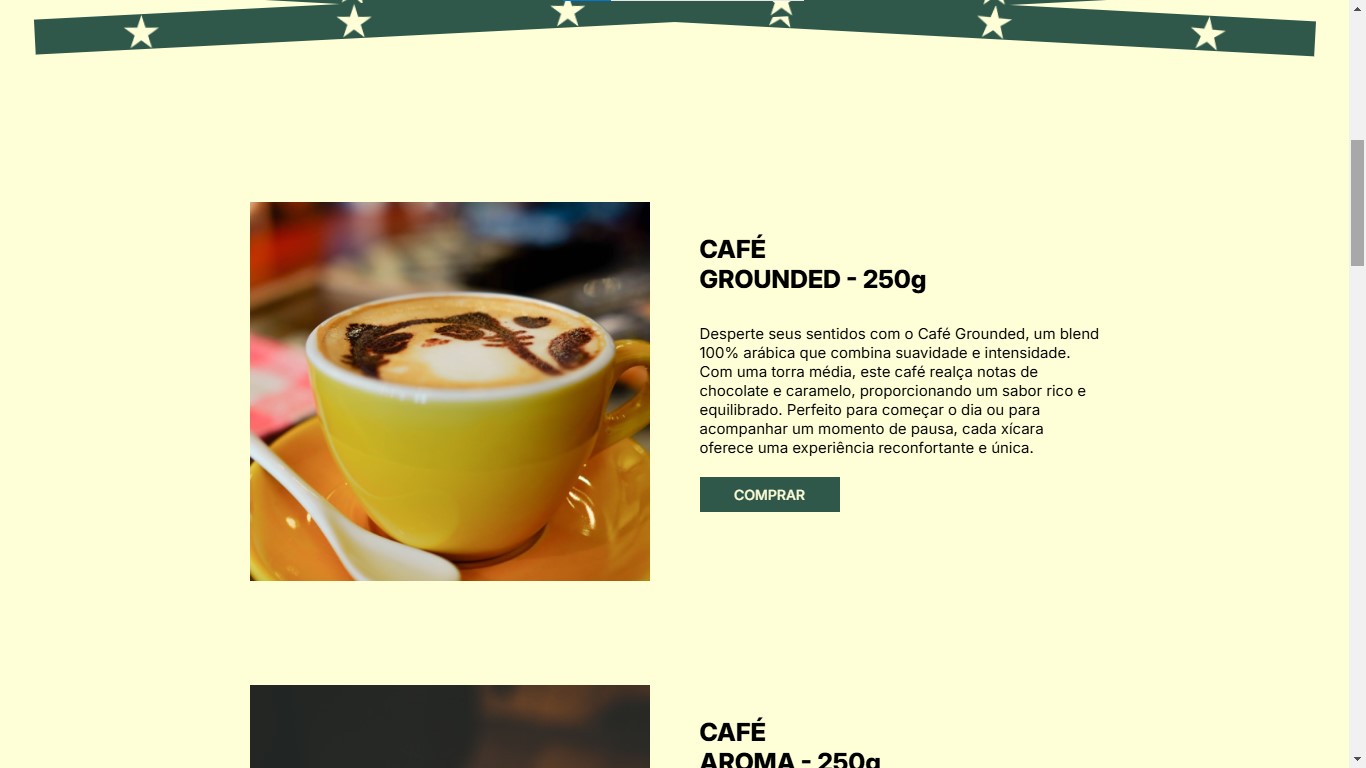 CAFÉ
GROUNDED - 250g
Desperte seus sentidos com o Café Grounded, um blend
100% arábica que combina suavidade e intensidade.
Com uma torra média, este café realça notas de
chocolate e caramelo, proporcionando um sabor rico e
equilibrado. Perfeito para começar o dia ou para
acompanhar um momento de pausa, cada xícara
oferece uma experiência reconfortante e única.
COMPRAR
CAFÉ
AROMA - 250g